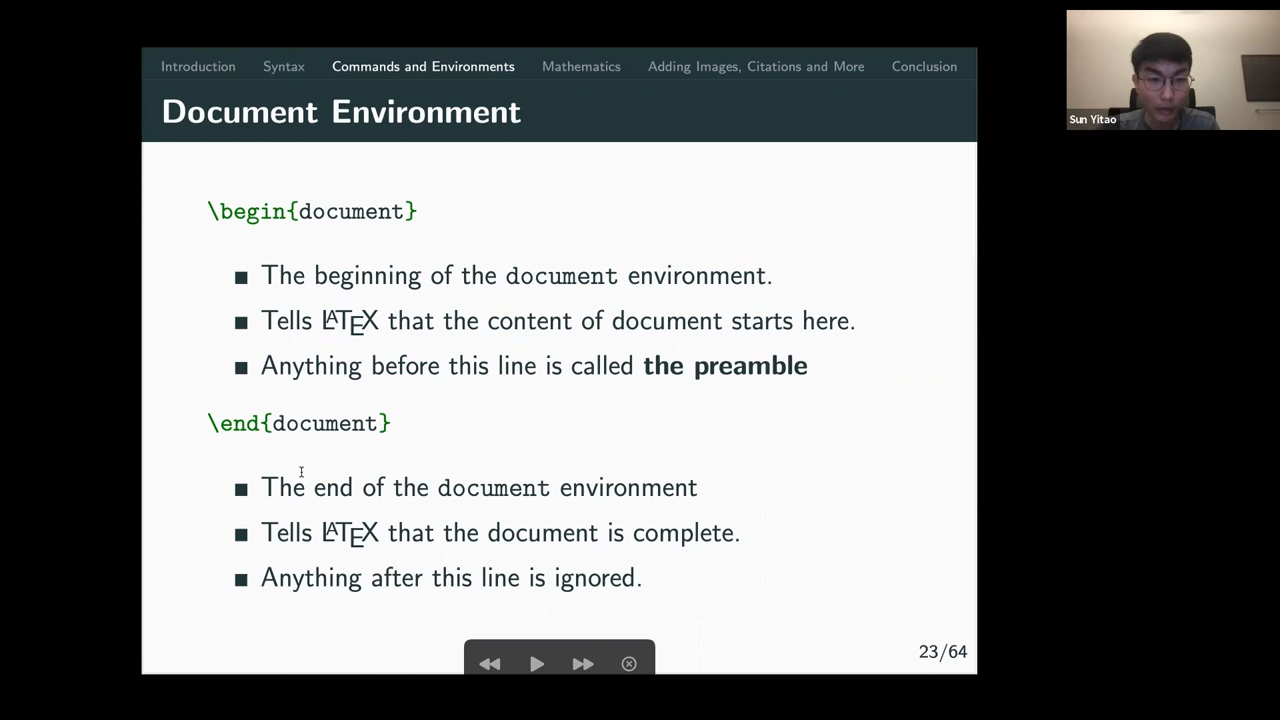 Introduction Syntax Commands and Environments Mathematics Adding Images, Citations and More Conclusion
Document Environment
Sun Yitao
\begin{document}
■ The beginning of the document environment.
■ Tells LATEX that the content of document starts here.
■ Anything before this line is called the preamble
\end{document}
■ The end of the document environment
■ Tells LATEX that the document is complete.
■ Anything after this line is ignored.
23/64